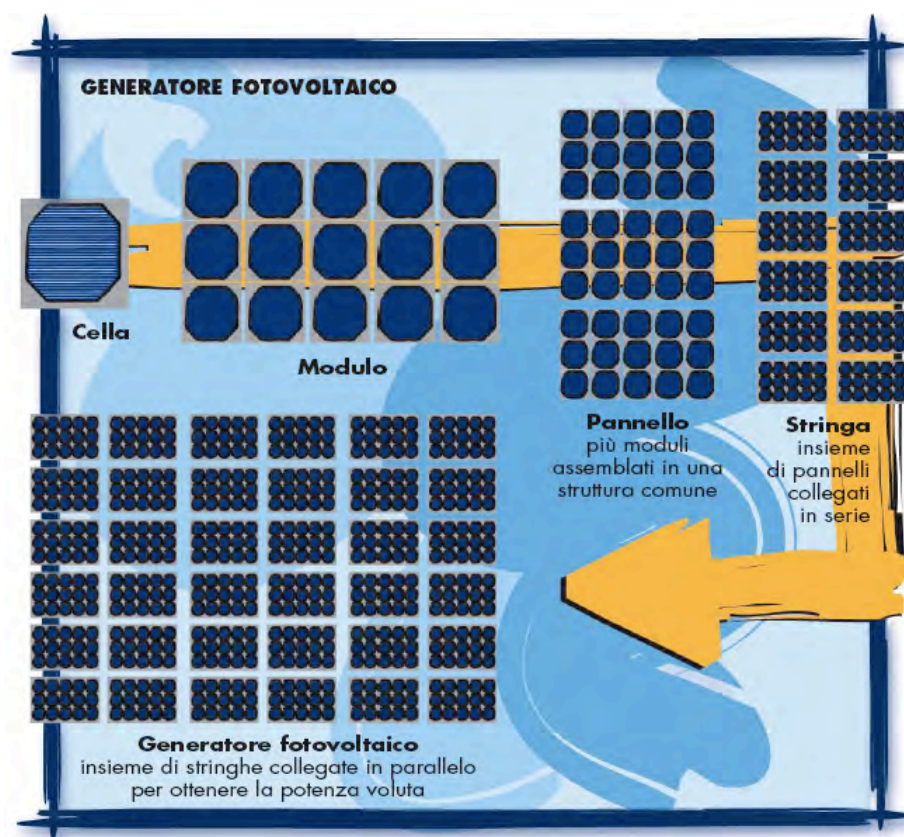 GENERATORE FOTOVOLTAICO
Cella
Modulo
Pannello
più moduli
assemblati in una
struttura comune
Stringa
insieme
di pannelli
collegati
in serie
Generatore fotovoltaico
insieme di stringhe collegate in parallelo
per ottenere la potenza voluta